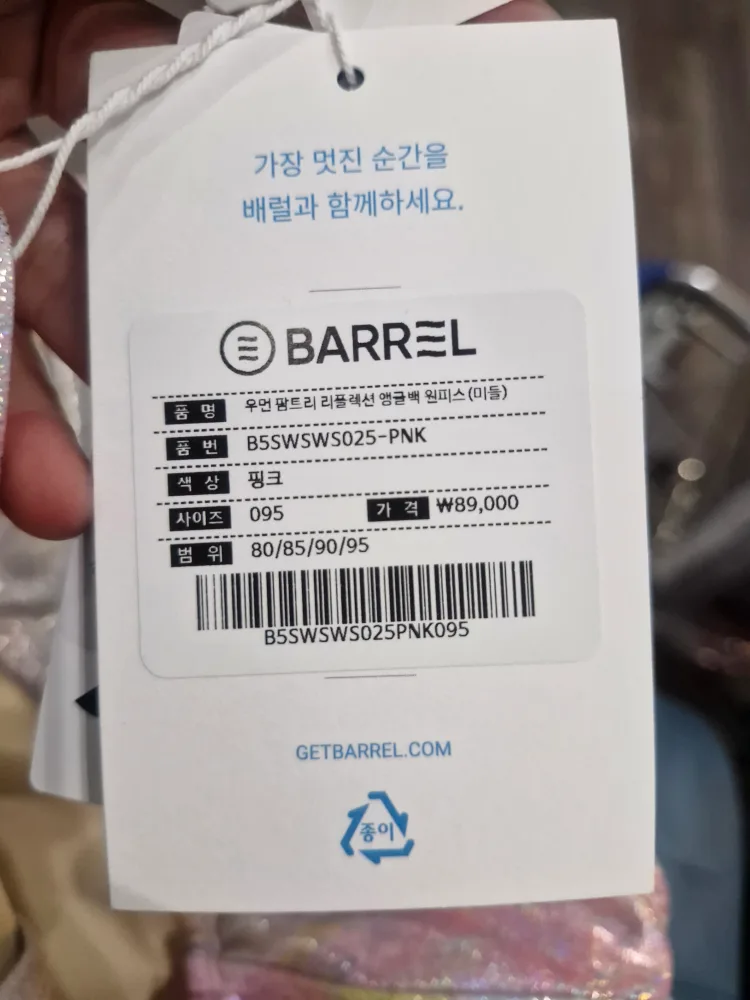 가장 멋진 순간을
배럴과 함께하세요.
BARREL
품 명 우먼 팜트리 리플렉션 앵글백 원피스(미들)
품 번 B5SWSWS025-PNK
색 상 핑크
사이즈 095 가 격 ₩89,000
범 위 80/85/90/95
B5SWSWS025PNK095
GETBARREL.COM
종이